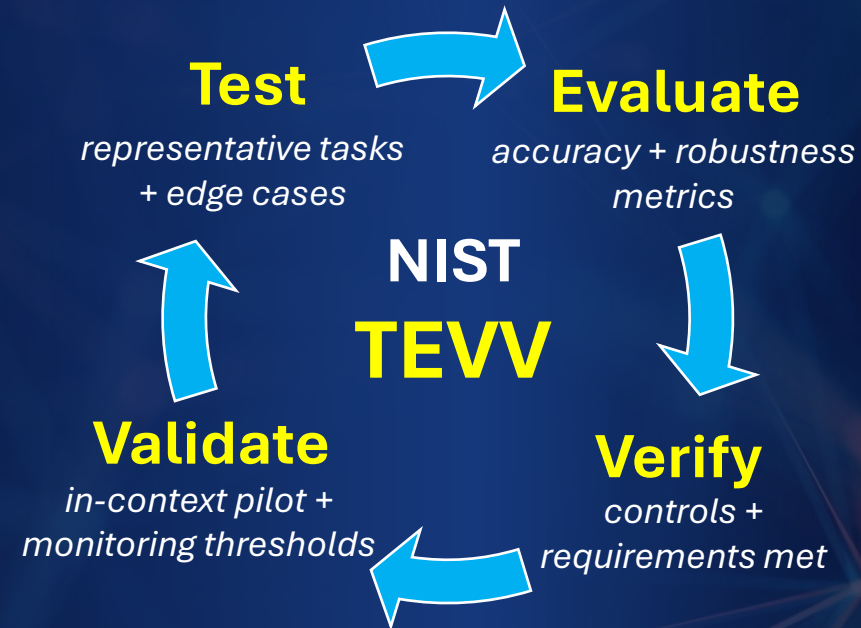 Test
representative tasks
+ edge cases
Evaluate
accuracy + robustness
metrics
NIST
TEVV
Verify
controls +
requirements met
Validate
in-context pilot +
monitoring thresholds